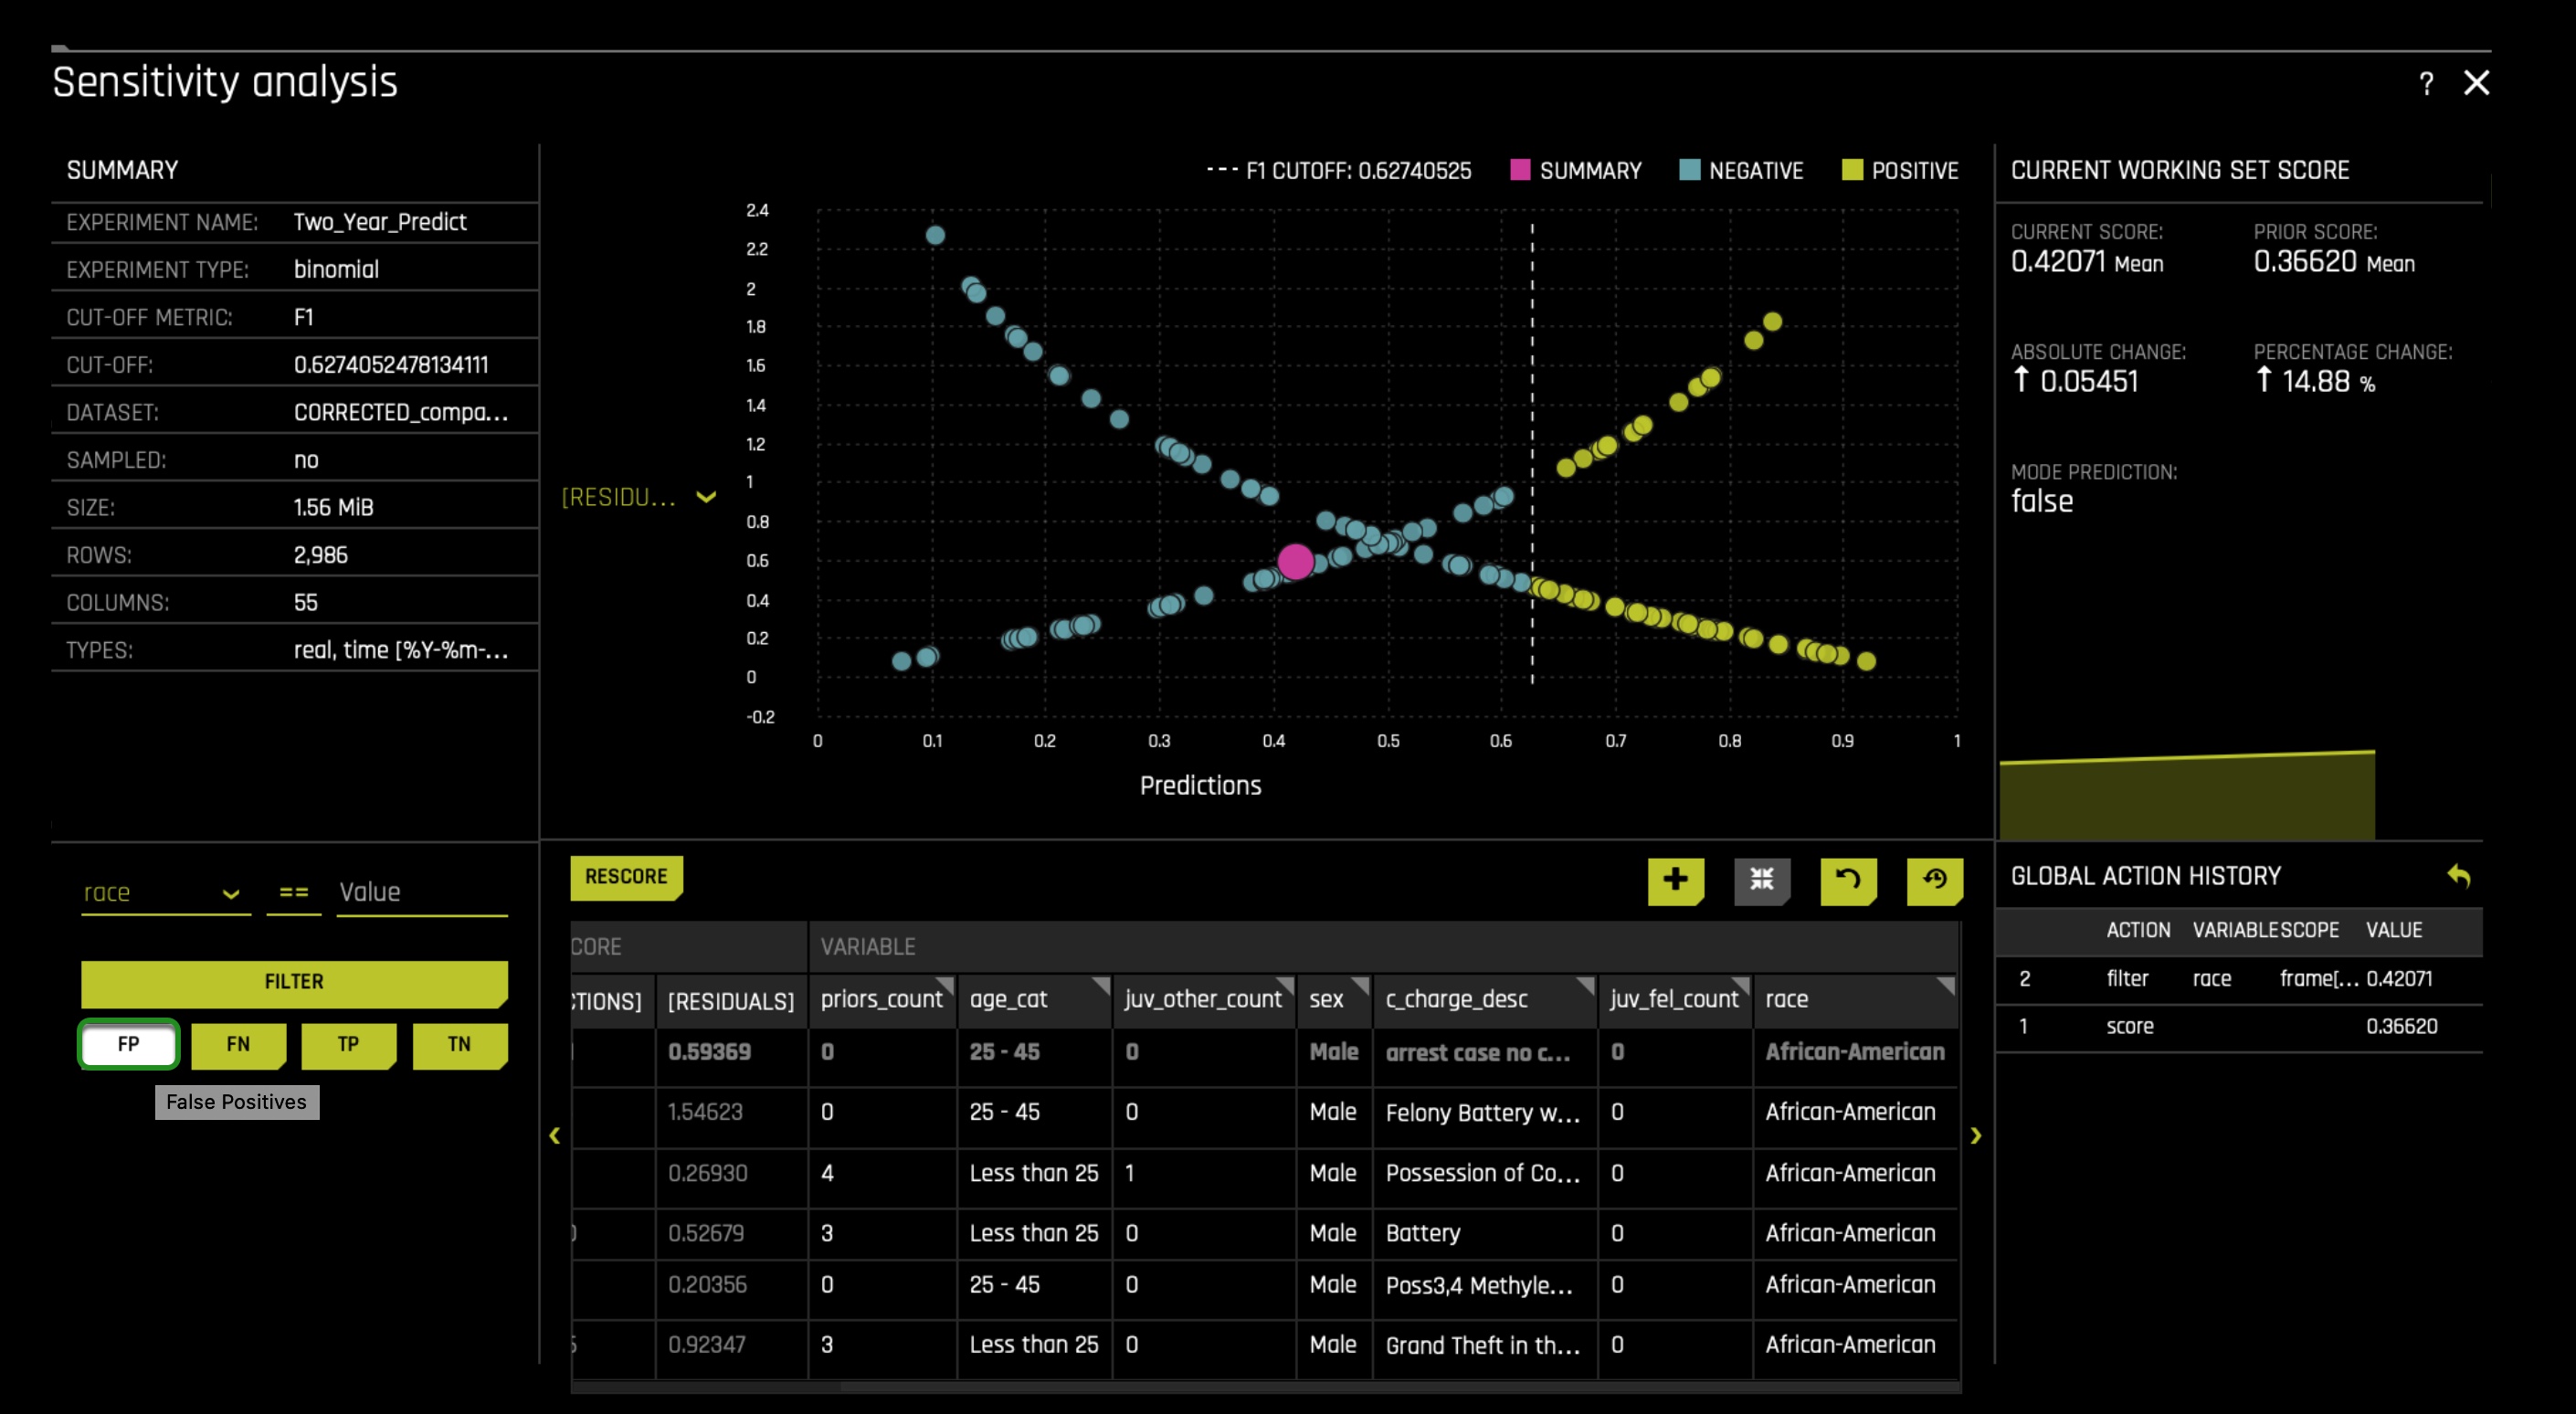 Sensitivity analysis
?
SUMMARY
EXPERIMENT NAME: Two_Year_Predict
EXPERIMENT TYPE: binomial
CUT-OFF METRIC: F1
CUT-OFF: 0.6274052478134111
DATASET: CORRECTED_compa...
SAMPLED: no
SIZE: 1.56 MiB
ROWS: 2,986
COLUMNS: 55
TYPES: real, time [%Y-%m-...
--- F1 CUTOFF: 0.62740525 SUMMARY NEGATIVE POSITIVE
[RESIDU...
2.4
2.2
2
1.8
1.6
1.4
1.2
1
0.8
0.6
0.4
0.2
0
-0.2
0 0.1 0.2 0.3 0.4 0.5 0.6 0.7 0.8 0.9 1
Predictions
CURRENT WORKING SET SCORE
CURRENT SCORE: PRIOR SCORE:
0.42071 Mean 0.36620 Mean
ABSOLUTE CHANGE: PERCENTAGE CHANGE:
↑ 0.05451 ↑ 14.88 %
MODE PREDICTION:
false
race == Value
FILTER
FP FN TP TN
False Positives
RESCORE
CORE VARIABLE
CTIONS] [RESIDUALS] priors_count age_cat juv_other_count sex c_charge_desc juv_fel_count race
0.59369 0 25 - 45 0 Male arrest case no c... 0 African-American
1.54623 0 25 - 45 0 Male Felony Battery w... 0 African-American
0.26930 4 Less than 25 1 Male Possession of Co... 0 African-American
0.52679 3 Less than 25 0 Male Battery 0 African-American
0.20356 0 25 - 45 0 Male Poss3,4 Methyle... 0 African-American
0.92347 3 Less than 25 0 Male Grand Theft in th... 0 African-American
GLOBAL ACTION HISTORY
ACTION VARIABLE SCOPE VALUE
2 filter race frame[... 0.42071
1 score 0.36620